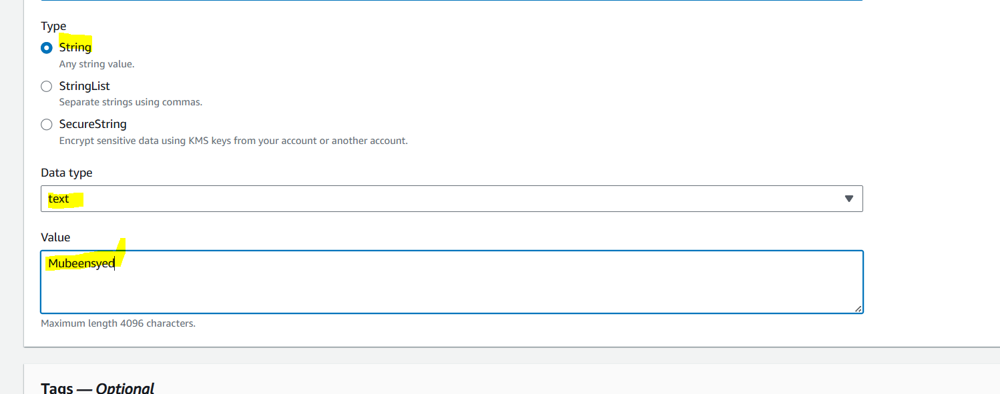 Type
String
Any string value.
StringList
Separate strings using commas.
SecureString
Encrypt sensitive data using KMS keys from your account or another account.
Data type
text
Value
Mubeensyed
Maximum length 4096 characters.
Tags — Optional